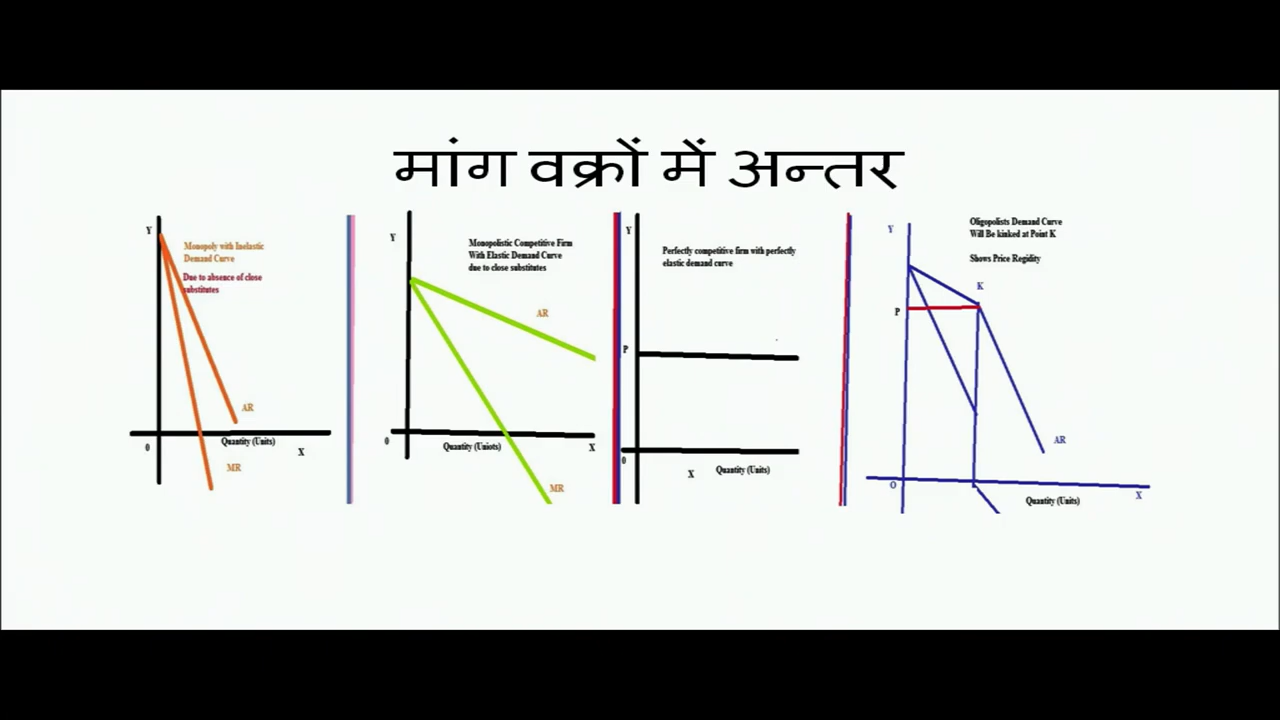 मांग वक्रों में अन्तर
Y
Monopoly with Inelastic
Demand Curve
Due to absence of close
substitutes
AR
Quantity (Units)
0
X
MR
Y
Monopolistic Competitive Firm
With Elastic Demand Curve
due to close substitutes
AR
0
Quantity (Uniots)
X
MR
Y
Perfectly competitive firm with perfectly
elastic demand curve
P
0
X
Quantity (Units)
Oligopolists Demand Curve
Will Be kinked at Point K
Shows Price Regidity
Y
K
P
AR
O
Quantity (Units)
X